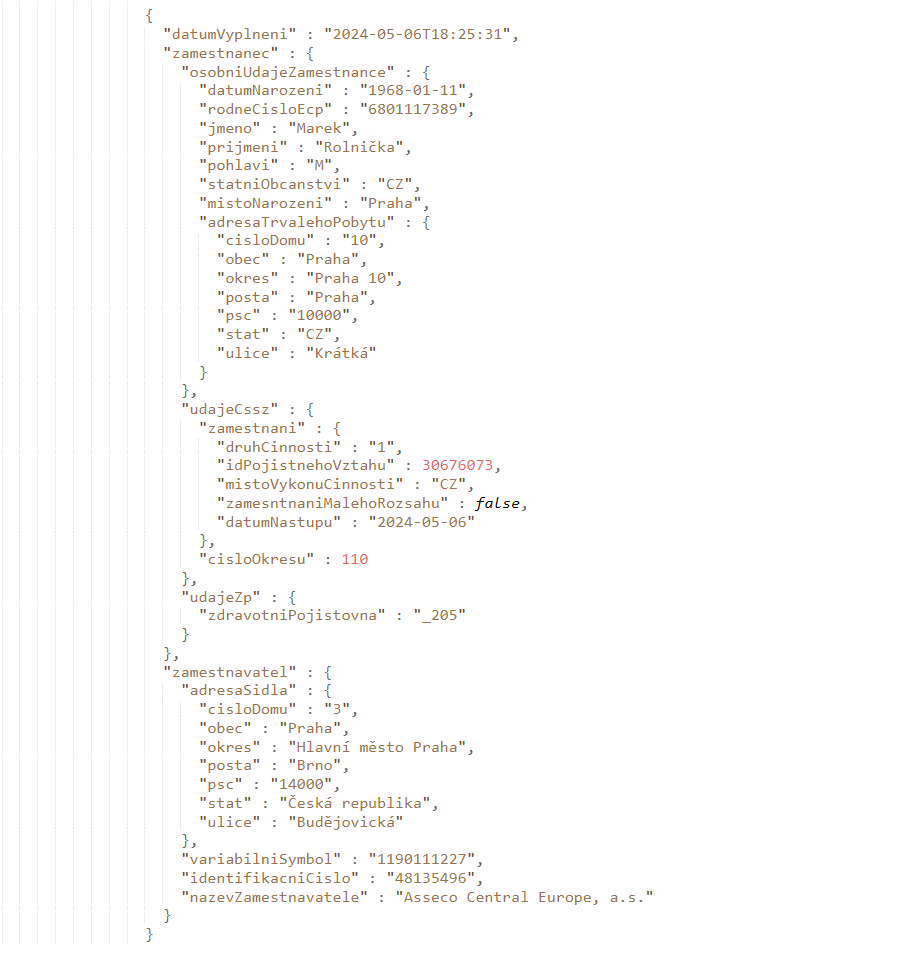 {
"datumVyplneni" : "2024-05-06T18:25:31",
"zamestnanec" : {
"osobniUdajeZamestnance" : {
"datumNarozeni" : "1968-01-11",
"rodneCisloEcp" : "6801117389",
"jmeno" : "Marek",
"prijmeni" : "Rolnička",
"pohlavi" : "M",
"statniObcanstvi" : "CZ",
"mistoNarozeni" : "Praha",
"adresaTrvalehoPobytu" : {
"cisloDomu" : "10",
"obec" : "Praha",
"okres" : "Praha 10",
"posta" : "Praha",
"psc" : "10000",
"stat" : "CZ",
"ulice" : "Krátká"
}
},
"udajeCssz" : {
"zamestnani" : {
"druhCinnosti" : "1",
"idPojistnehoVztahu" : 30676073,
"mistoVykonuCinnosti" : "CZ",
"zamesntnaniMalehoRozsahu" : false,
"datumNastupu" : "2024-05-06"
},
"cisloOkresu" : 110
},
"udajeZp" : {
"zdravotniPojistovna" : "_205"
}
},
"zamestnavatel" : {
"adresaSidla" : {
"cisloDomu" : "3",
"obec" : "Praha",
"okres" : "Hlavní město Praha",
"posta" : "Brno",
"psc" : "14000",
"stat" : "Česká republika",
"ulice" : "Budějovická"
},
"variabilniSymbol" : "1190111227",
"identifikacniCislo" : "48135496",
"nazevZamestnavatele" : "Asseco Central Europe, a.s."
}
}